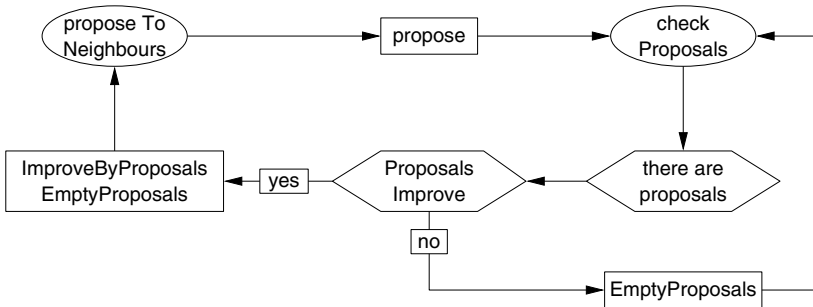 propose To
Neighbours
propose
check
Proposals
ImproveByProposals
EmptyProposals
yes
Proposals
Improve
there are
proposals
no
EmptyProposals